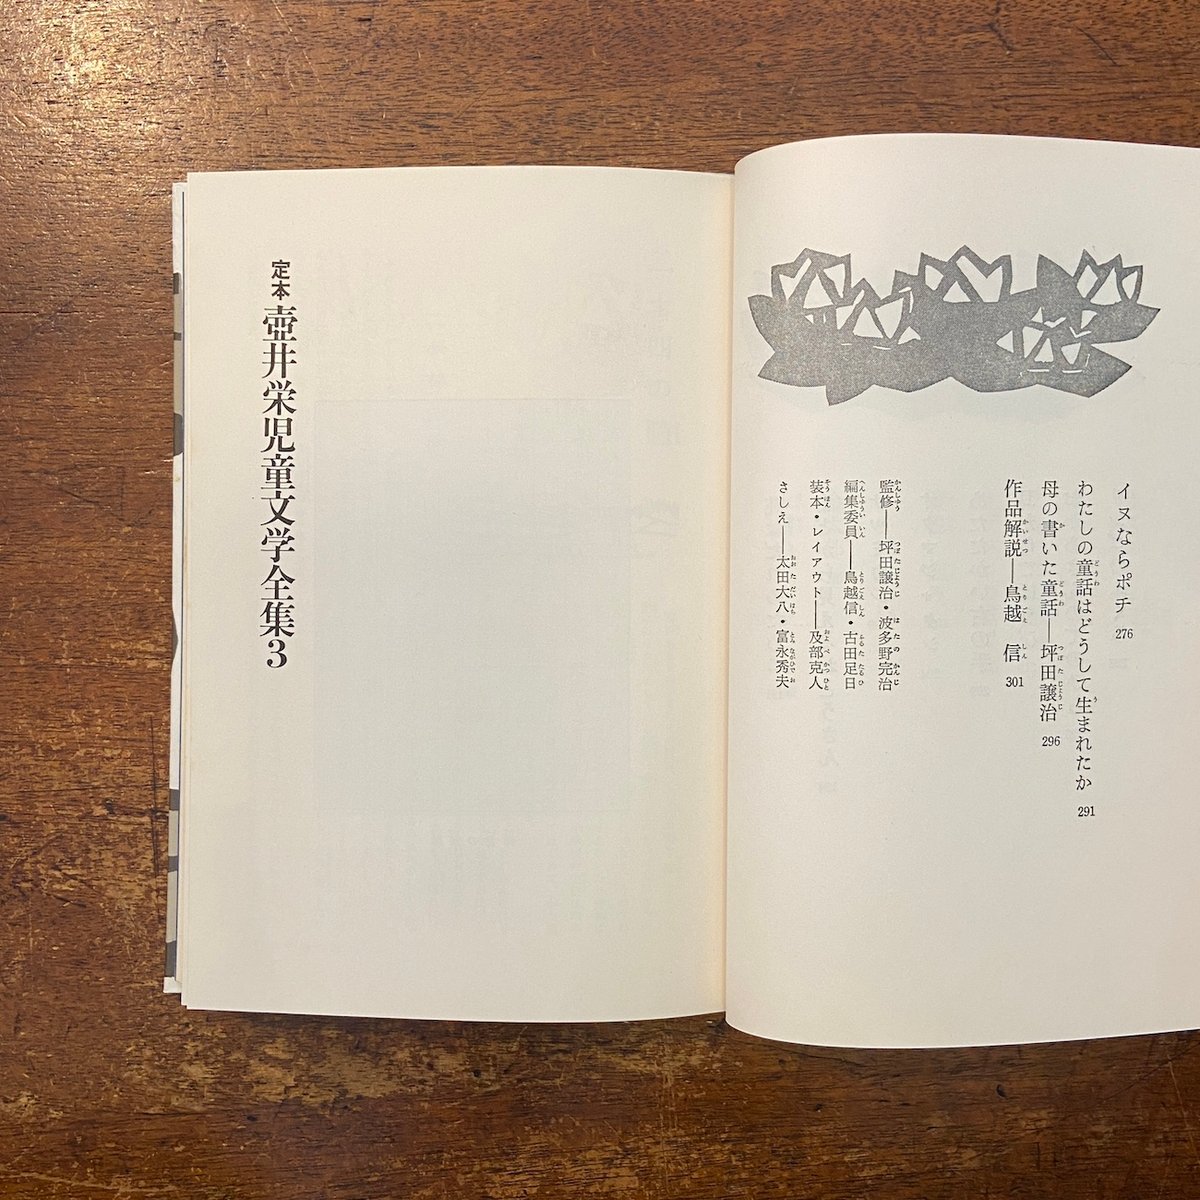 イヌならポチ 276
わたしの童話はどうして生まれたか 291
母の書いた童話──坪田譲治 296
作品解説──鳥越 信 301
監修──坪田譲治・波多野完治
編集委員──鳥越信・古田足日
装本・レイアウト──及部克人
さしえ──太田大八・富永秀夫
定本 壺井栄児童文学全集3